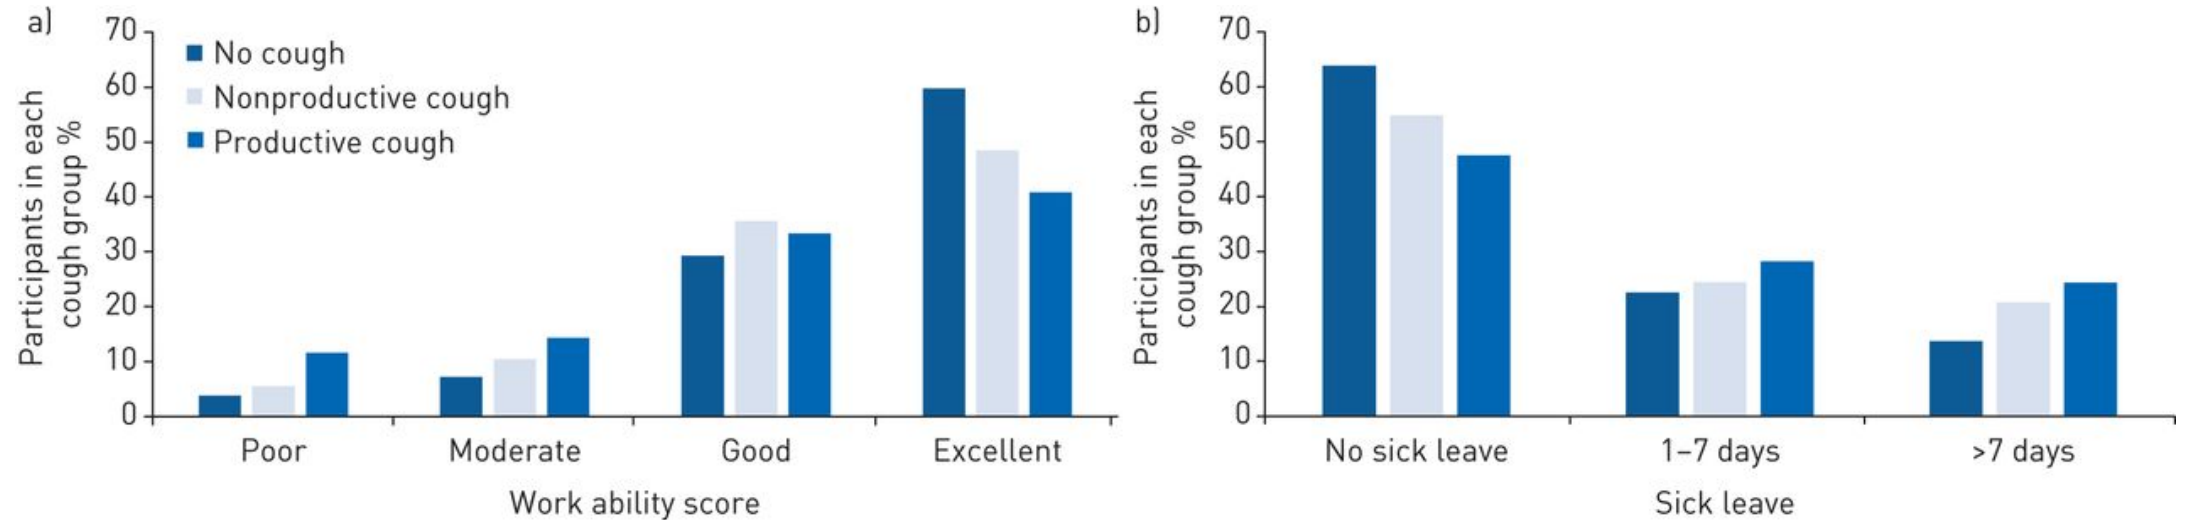 a)
Participants in each
cough group %
70
60
50
40
30
20
10
0
No cough
Nonproductive cough
Productive cough
Poor Moderate Good Excellent
Work ability score
b)
Participants in each
cough group %
70
60
50
40
30
20
10
0
No sick leave 1–7 days >7 days
Sick leave